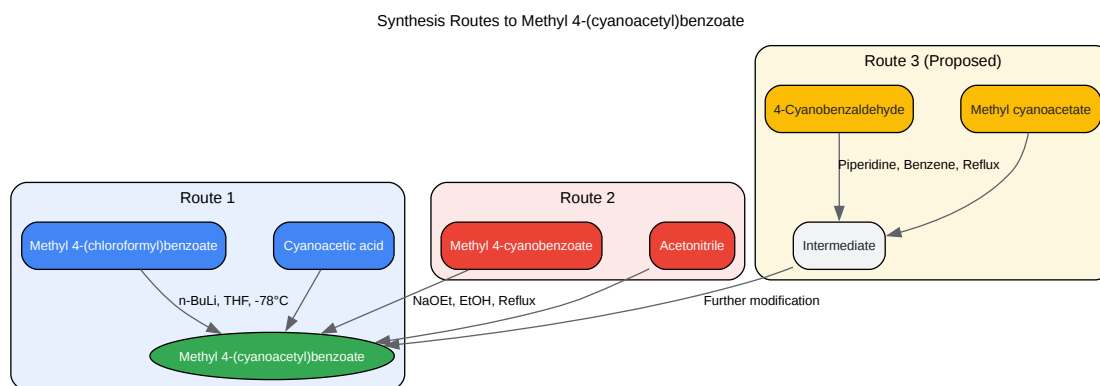 Synthesis Routes to Methyl 4-(cyanoacetyl)benzoate
Route 3 (Proposed)
4-Cyanobenzaldehyde
Methyl cyanoacetate
Piperidine, Benzene, Reflux
Route 1
Route 2
Methyl 4-(chloroformyl)benzoate
Cyanoacetic acid
Methyl 4-cyanobenzoate
Acetonitrile
Intermediate
n-BuLi, THF, -78°C
NaOEt, EtOH, Reflux
Further modification
Methyl 4-(cyanoacetyl)benzoate